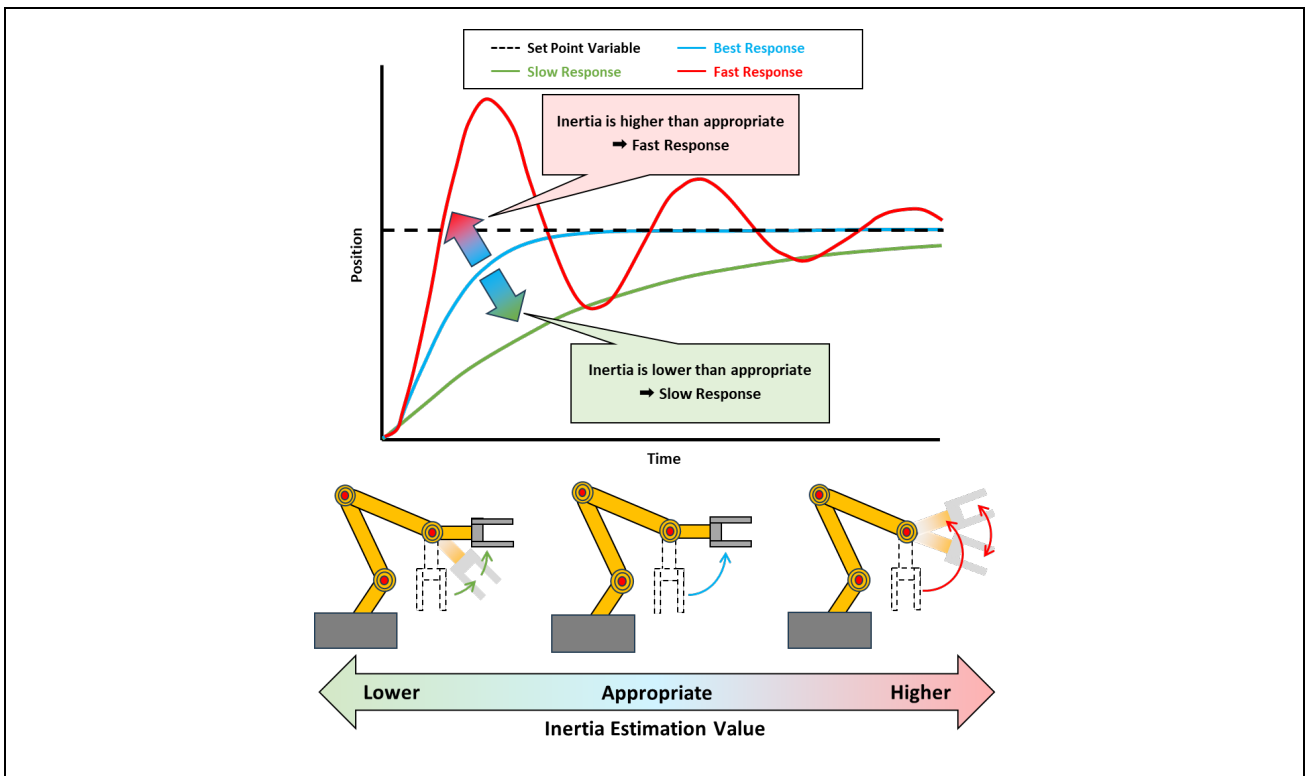 Set Point Variable
Best Response
Slow Response
Fast Response
Inertia is higher than appropriate
➡ Fast Response
Position
Inertia is lower than appropriate
➡ Slow Response
Time
Lower
Appropriate
Higher
Inertia Estimation Value